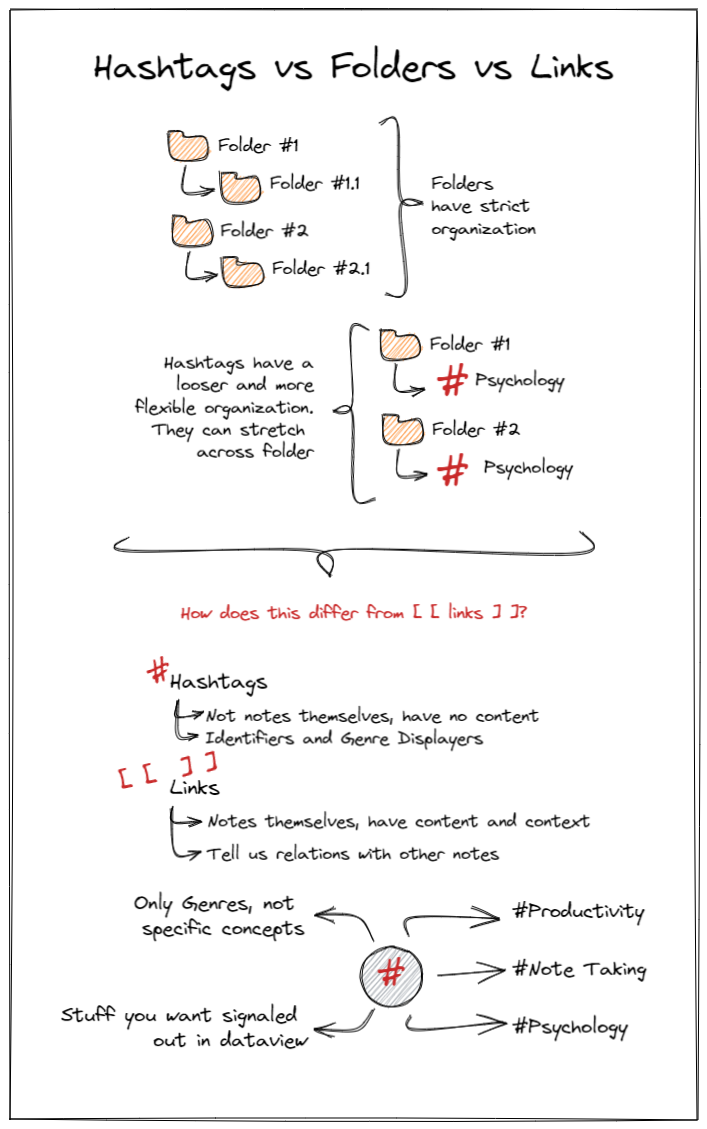 Hashtags vs Folders vs Links
Folder #1
Folder #1.1
Folder #2
Folder #2.1
Folders
have strict
organization
Hashtags have a
looser and more
flexible organization.
They can stretch
across folder
Folder #1
# Psychology
Folder #2
# Psychology
How does this differ from [ [ links ] ]?
# Hashtags
Not notes themselves, have no content
Identifiers and Genre Displayers
[ [ ] ]
Links
Notes themselves, have content and context
Tell us relations with other notes
Only Genres, not
specific concepts
Stuff you want signaled
out in dataview
#
#Productivity
#Note Taking
#Psychology